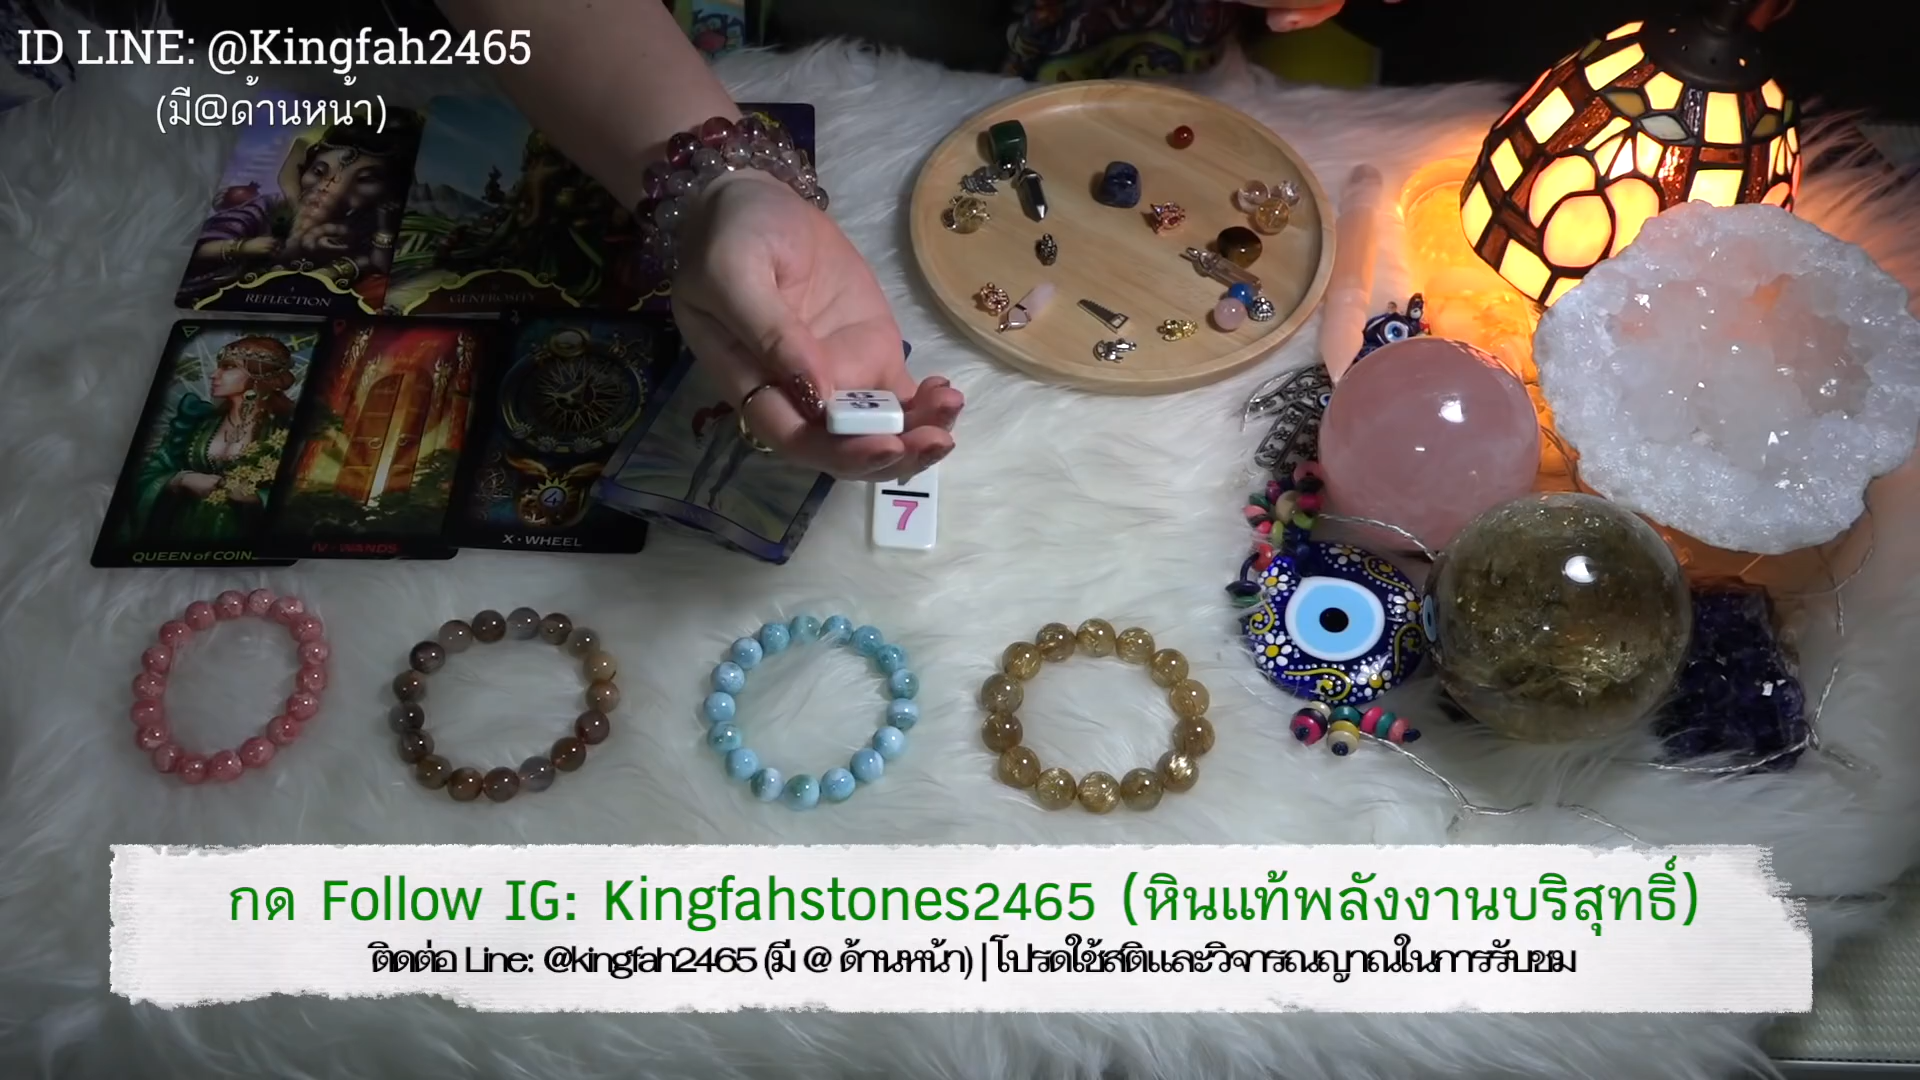 ID LINE: @Kingfah2465
(มี@ด้านหน้า)
REFLECTION
GENEROSITY
QUEEN of COIN
IV · WANDS
4
X · WHEEL
7
กด Follow IG: Kingfahstones2465 (หินแท้พลังงานบริสุทธิ์)
ติดต่อ Line: @kingfah2465 (มี @ ด้านหน้า) | โปรดใช้สติและวิจารณญาณในการรับชม